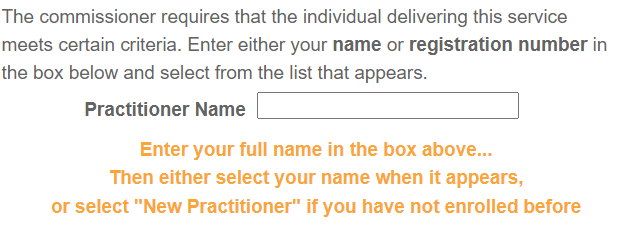 The commissioner requires that the individual delivering this service
meets certain criteria. Enter either your name or registration number in
the box below and select from the list that appears.
Practitioner Name
Enter your full name in the box above...
Then either select your name when it appears,
or select "New Practitioner" if you have not enrolled before